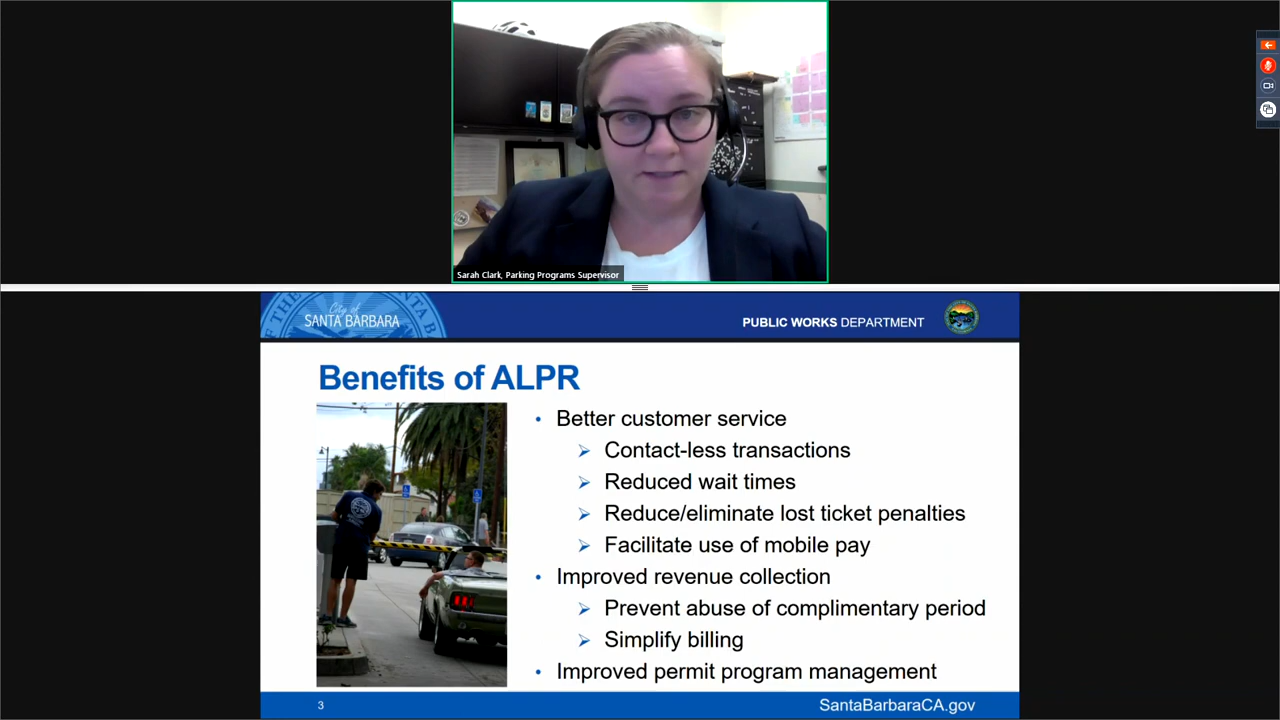 Sarah Clark, Parking Programs Supervisor
City of
SANTA BARBARA
PUBLIC WORKS DEPARTMENT
Benefits of ALPR
• Better customer service
➢ Contact-less transactions
➢ Reduced wait times
➢ Reduce/eliminate lost ticket penalties
➢ Facilitate use of mobile pay
• Improved revenue collection
➢ Prevent abuse of complimentary period
➢ Simplify billing
• Improved permit program management
3
SantaBarbaraCA.gov